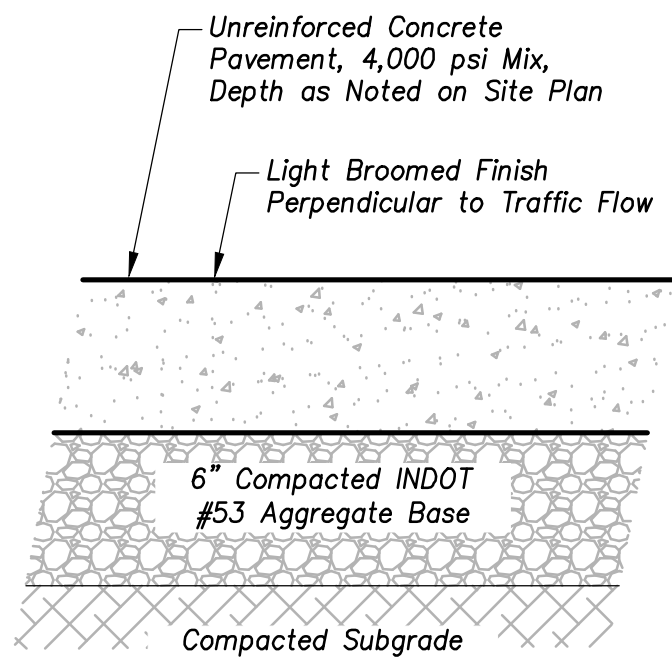 Unreinforced Concrete
Pavement, 4,000 psi Mix,
Depth as Noted on Site Plan
Light Broomed Finish
Perpendicular to Traffic Flow
6" Compacted INDOT
#53 Aggregate Base
Compacted Subgrade